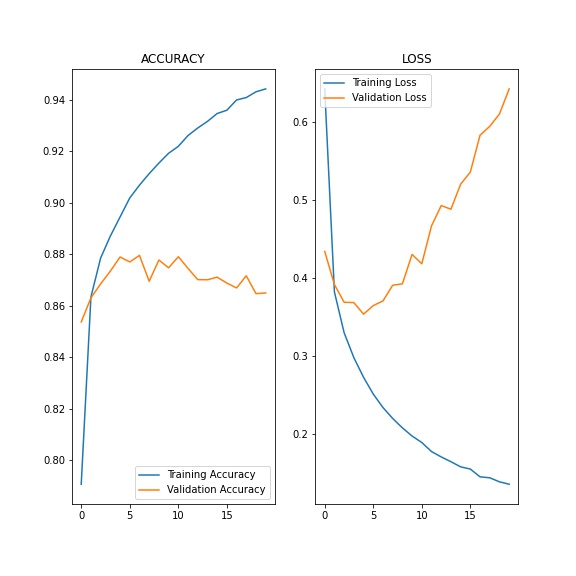 ACCURACY
0.94
0.92
0.90
0.88
0.86
0.84
0.82
0.80
0 5 10 15
Training Accuracy
Validation Accuracy
LOSS
Training Loss
Validation Loss
0.6
0.5
0.4
0.3
0.2
0 5 10 15